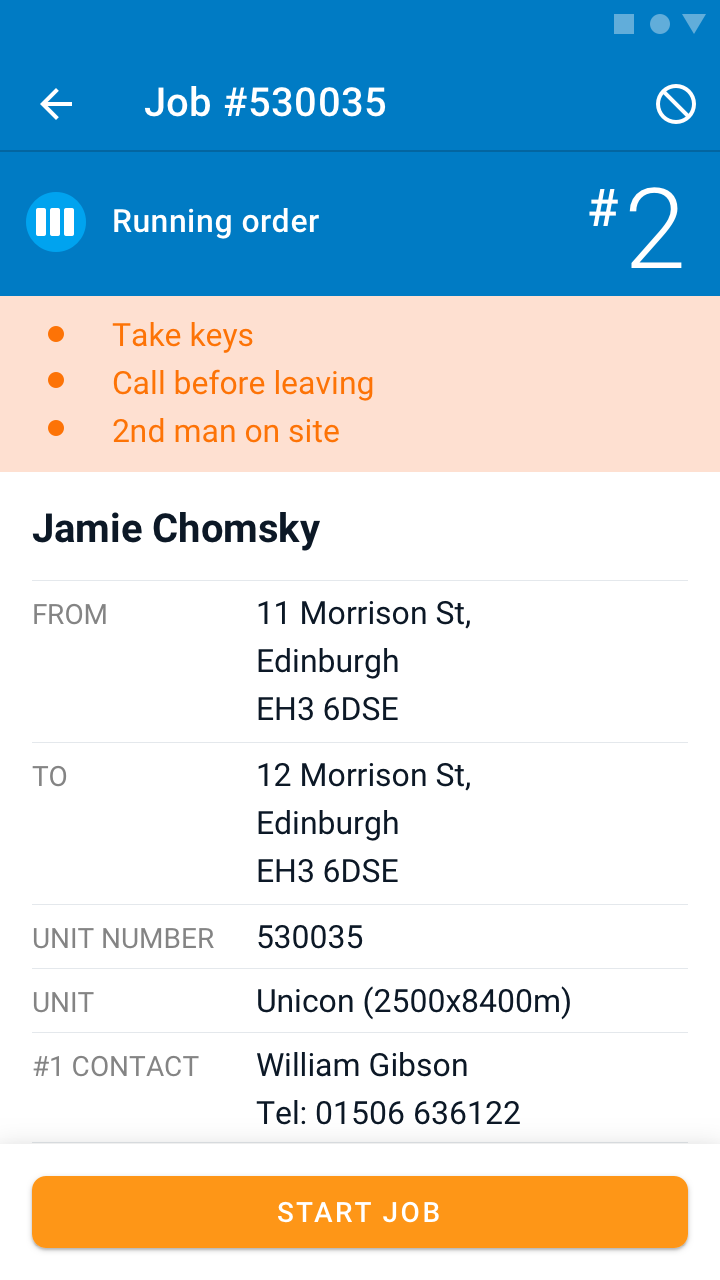 Job #530035
Running order
#2
Take keys
Call before leaving
2nd man on site
Jamie Chomsky
FROM
11 Morrison St,
Edinburgh
EH3 6DSE
TO
12 Morrison St,
Edinburgh
EH3 6DSE
UNIT NUMBER 530035
UNIT Unicon (2500x8400m)
#1 CONTACT William Gibson
Tel: 01506 636122
START JOB